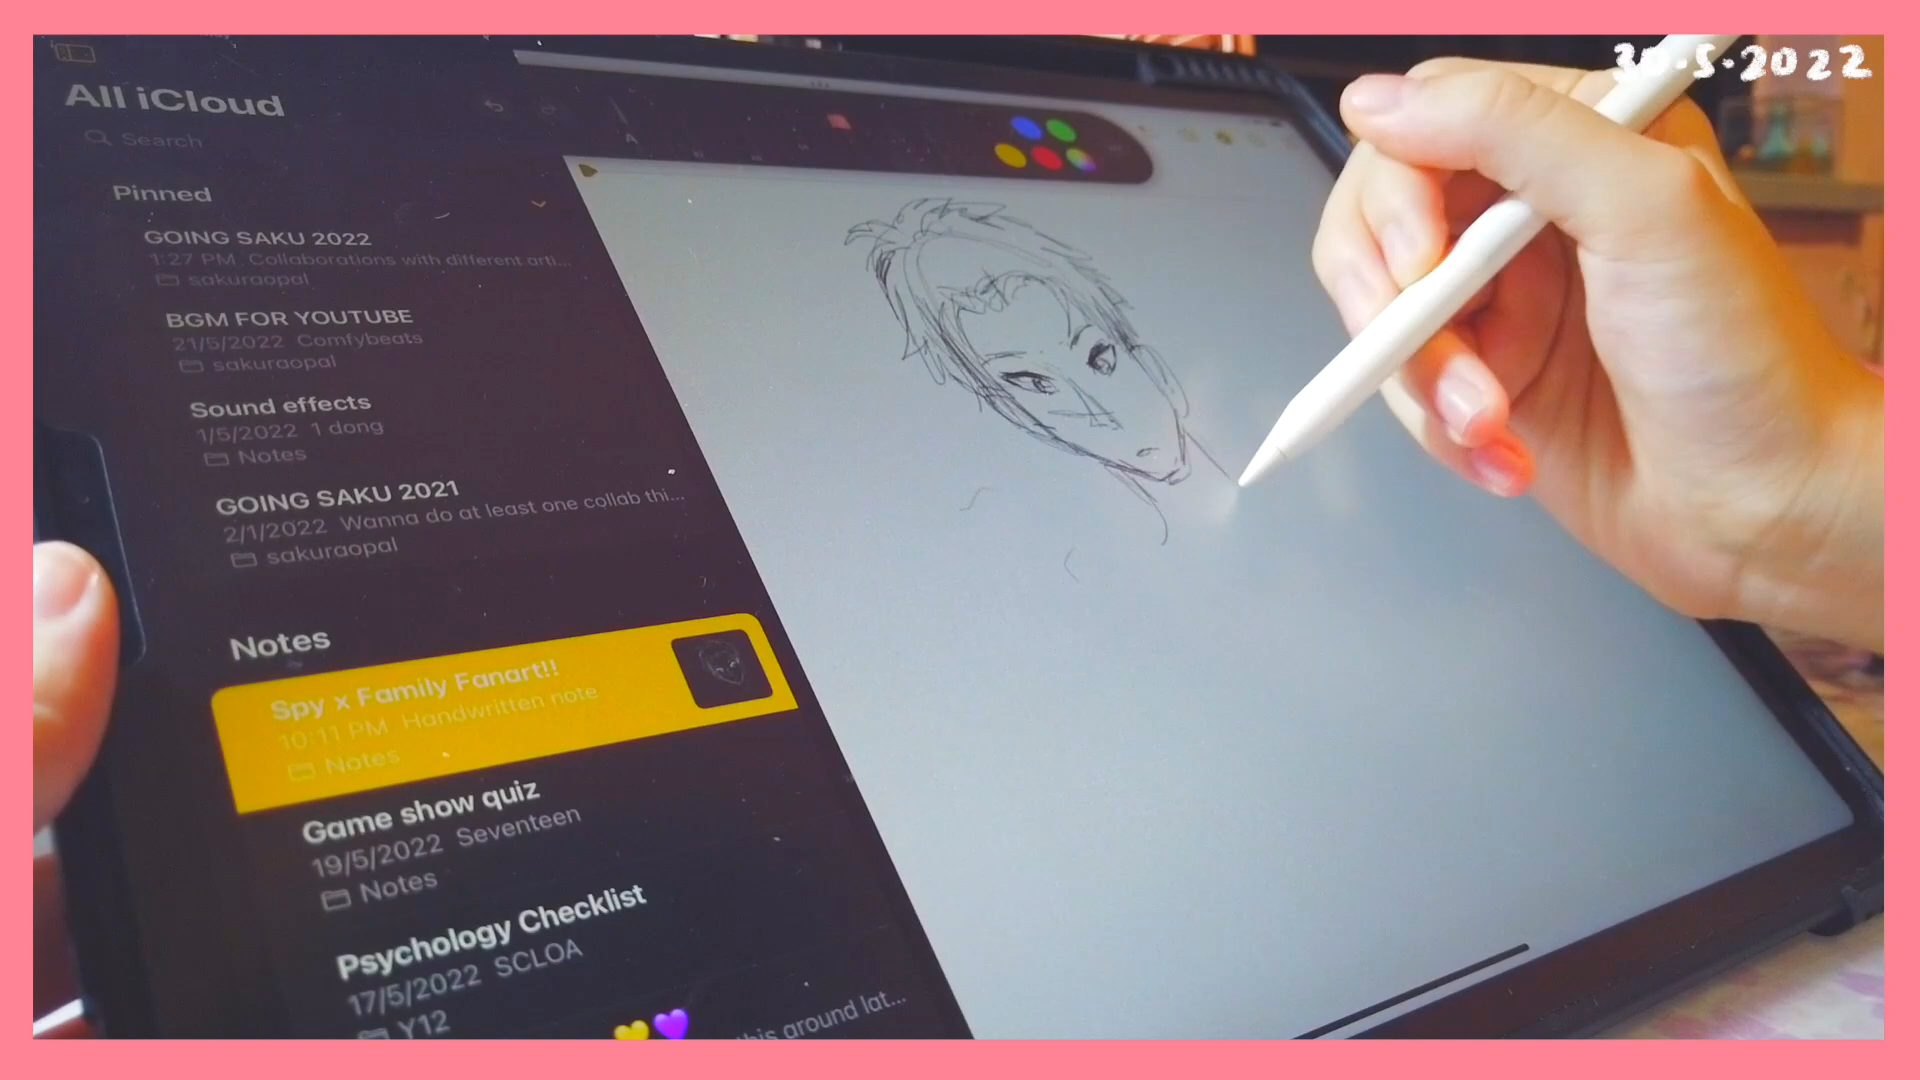 30.5.2022
All iCloud
Search
Pinned
GOING SAKU 2022
1:27 PM Collaborations with different arti...
sakuraopal
BGM FOR YOUTUBE
21/5/2022 Comfybeats
sakuraopal
Sound effects
1/5/2022 1 dong
Notes
GOING SAKU 2021
2/1/2022 Wanna do at least one collab thi...
sakuraopal
Notes
Spy x Family Fanart!!
10:11 PM Handwritten note
Notes
Game show quiz
19/5/2022 Seventeen
Notes
Psychology Checklist
17/5/2022 SCLOA
Y12
💛💜
this around lat...